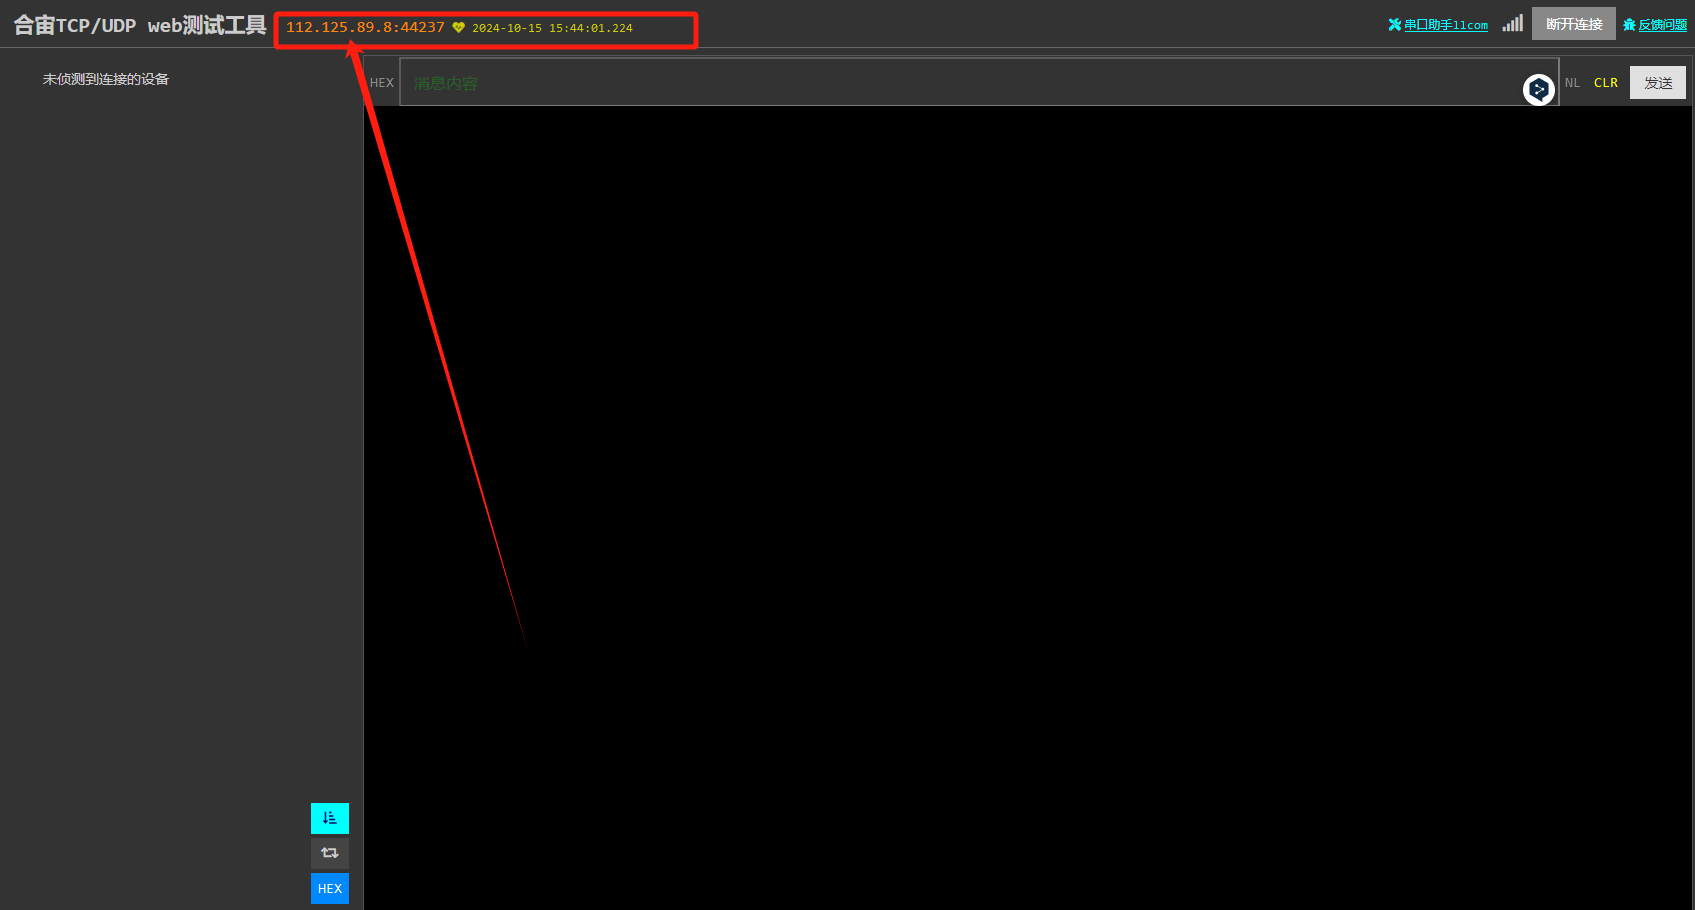 合宙TCP/UDP web测试工具 112.125.89.8:44237 2024-10-15 15:44:01.224 串口助手llcom 断开连接 反馈问题
未侦测到连接的设备
HEX 消息内容 NL CLR 发送
HEX